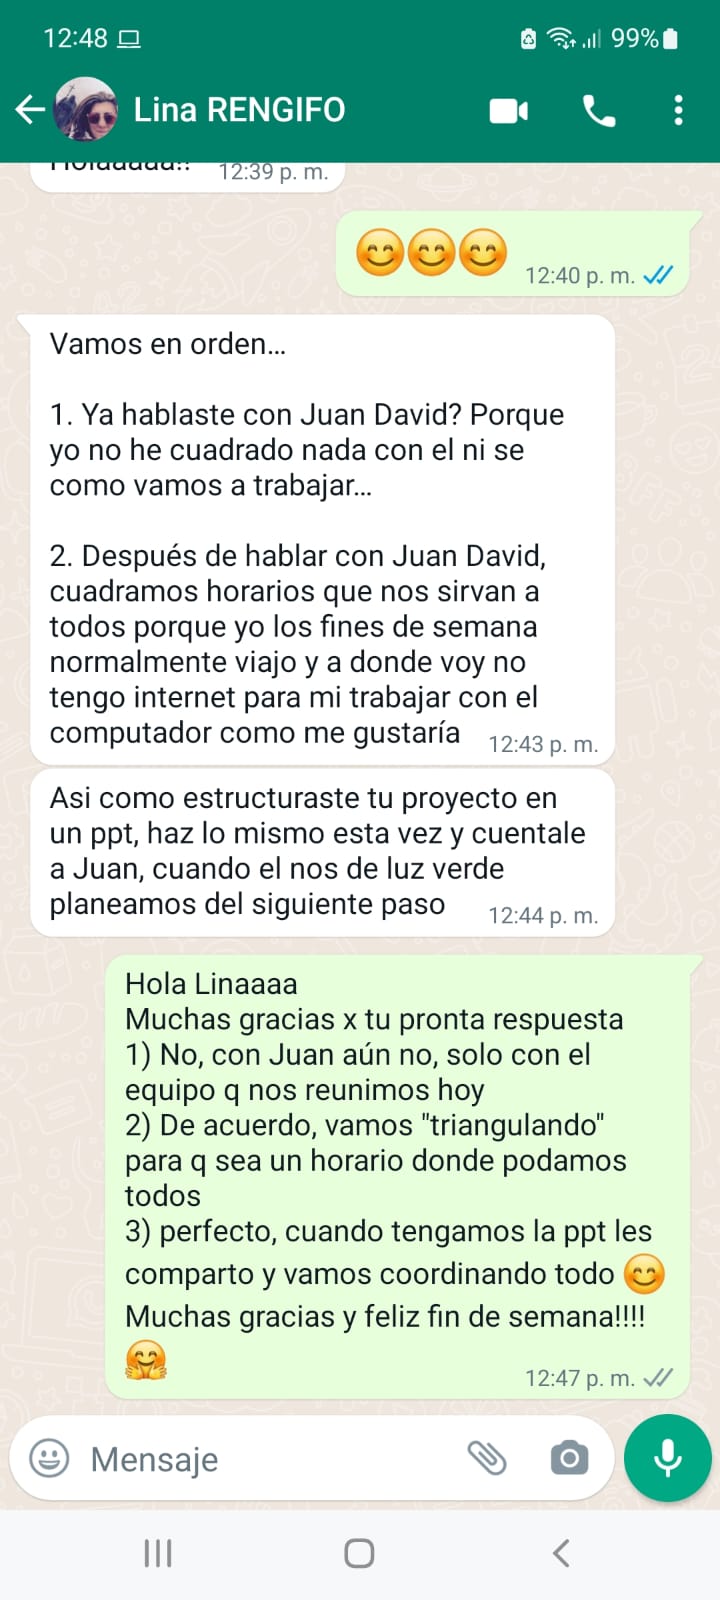 12:48
99%
Lina RENGIFO
Holaaaaa!! 12:39 p. m.
12:40 p. m.
Vamos en orden...
1. Ya hablaste con Juan David? Porque
yo no he cuadrado nada con el ni se
como vamos a trabajar...
2. Después de hablar con Juan David,
cuadramos horarios que nos sirvan a
todos porque yo los fines de semana
normalmente viajo y a donde voy no
tengo internet para mi trabajar con el
computador como me gustaría 12:43 p. m.
Asi como estructuraste tu proyecto en
un ppt, haz lo mismo esta vez y cuentale
a Juan, cuando el nos de luz verde
planeamos del siguiente paso 12:44 p. m.
Hola Linaaaa
Muchas gracias x tu pronta respuesta
1) No, con Juan aún no, solo con el
equipo q nos reunimos hoy
2) De acuerdo, vamos "triangulando"
para q sea un horario donde podamos
todos
3) perfecto, cuando tengamos la ppt les
comparto y vamos coordinando todo 😊
Muchas gracias y feliz fin de semana!!!!
12:47 p. m.
Mensaje